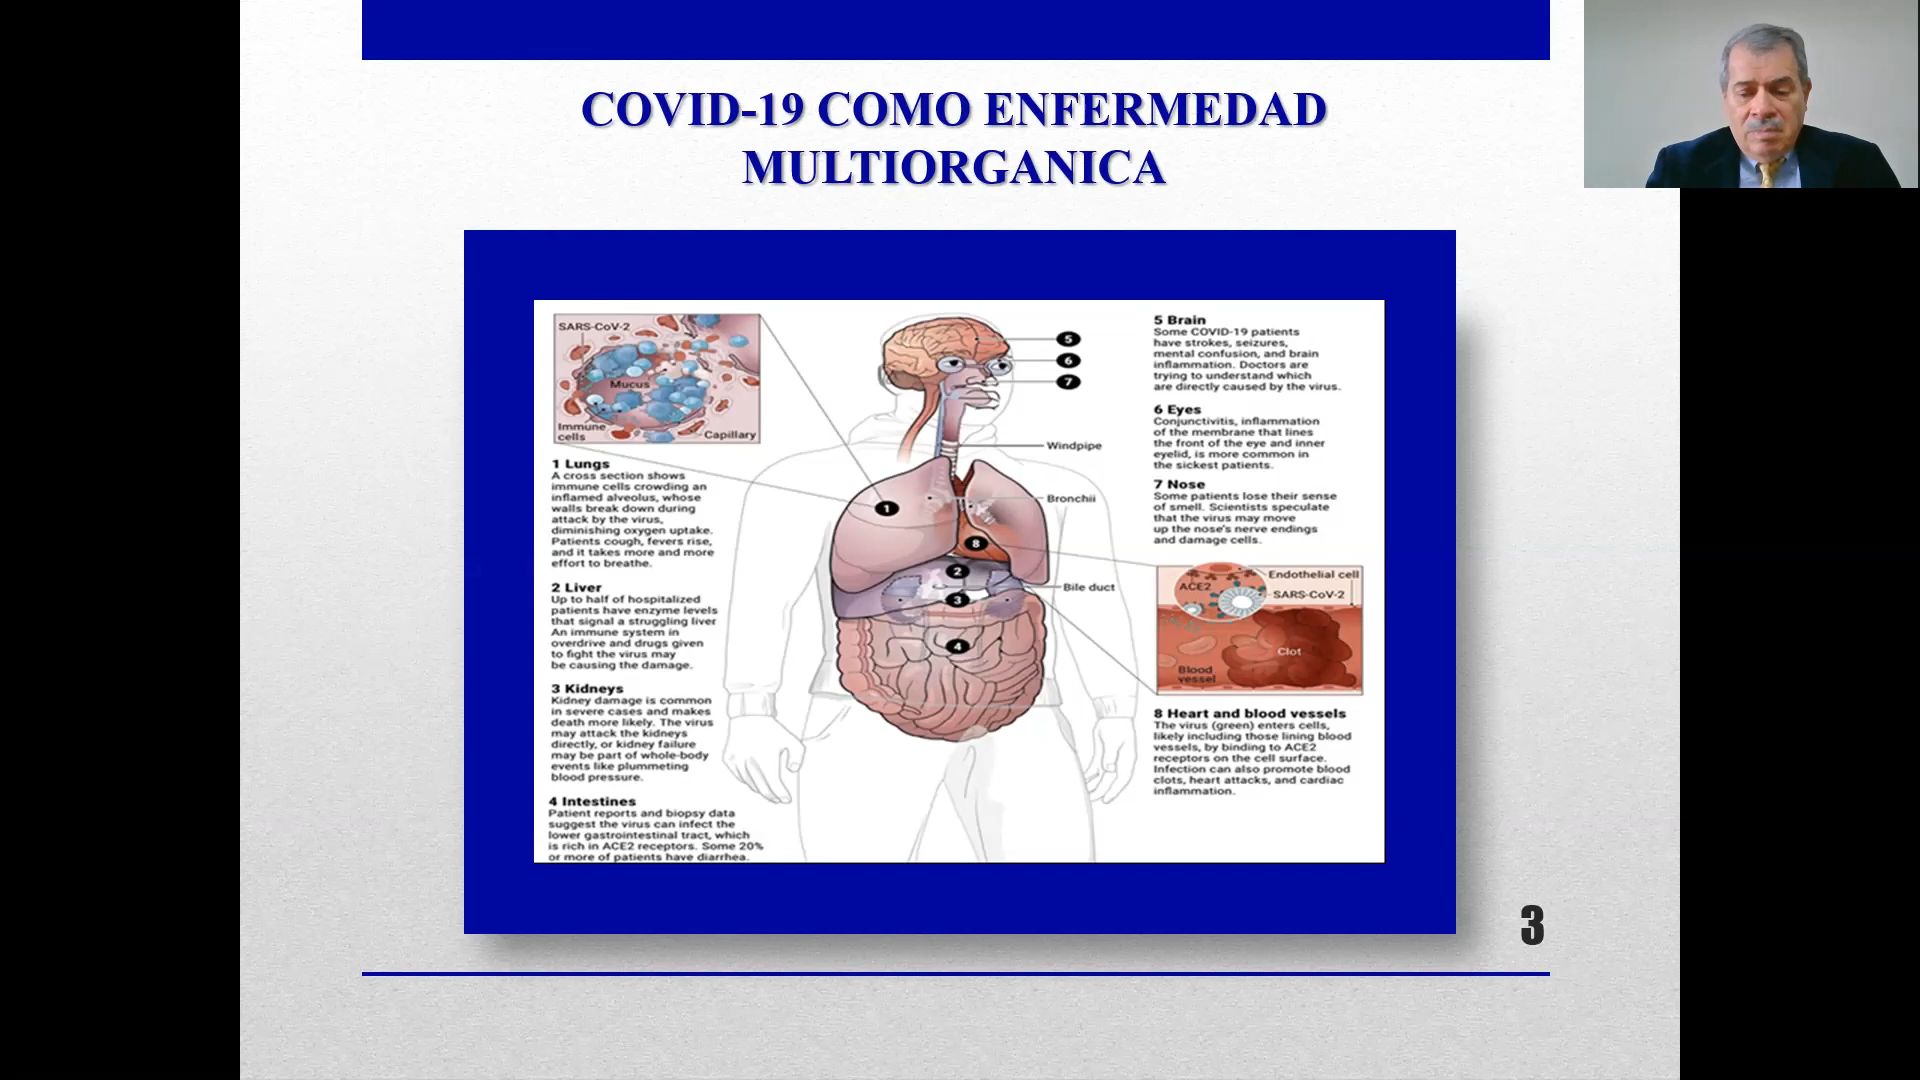 COVID-19 COMO ENFERMEDAD
MULTIORGANICA
SARS-CoV-2
Mucus
Immune
cells
Capillary
1 Lungs
A cross section shows
immune cells crowding an
inflamed alveolus, whose
walls break down during
attack by the virus,
diminishing oxygen uptake.
Patients cough, fevers rise,
and it takes more and more
effort to breathe.
2 Liver
Up to half of hospitalized
patients have enzyme levels
that signal a struggling liver
An immune system in
overdrive and drugs given
to fight the virus may
be causing the damage.
3 Kidneys
Kidney damage is common
in severe cases and makes
death more likely. The virus
may attack the kidneys
directly, or kidney failure
may be part of whole-body
events like plummeting
blood pressure.
4 Intestines
Patient reports and biopsy data
suggest the virus can infect the
lower gastrointestinal tract, which
is rich in ACE2 receptors. Some 20%
or more of patients have diarrhea.
5
6
7
Windpipe
Bronchii
1
8
2
Bile duct
3
4
5 Brain
Some COVID-19 patients
have strokes, seizures,
mental confusion, and brain
inflammation. Doctors are
trying to understand which
are directly caused by the virus.
6 Eyes
Conjunctivitis, inflammation
of the membrane that lines
the front of the eye and inner
eyelid, is more common in
the sickest patients.
7 Nose
Some patients lose their sense
of smell. Scientists speculate
that the virus may move
up the nose's nerve endings
and damage cells.
Endothelial cell
ACE2
SARS-CoV-2
Clot
Blood
vessel
8 Heart and blood vessels
The virus (green) enters cells,
likely including those lining blood
vessels, by binding to ACE2
receptors on the cell surface.
Infection can also promote blood
clots, heart attacks, and cardiac
inflammation.
3